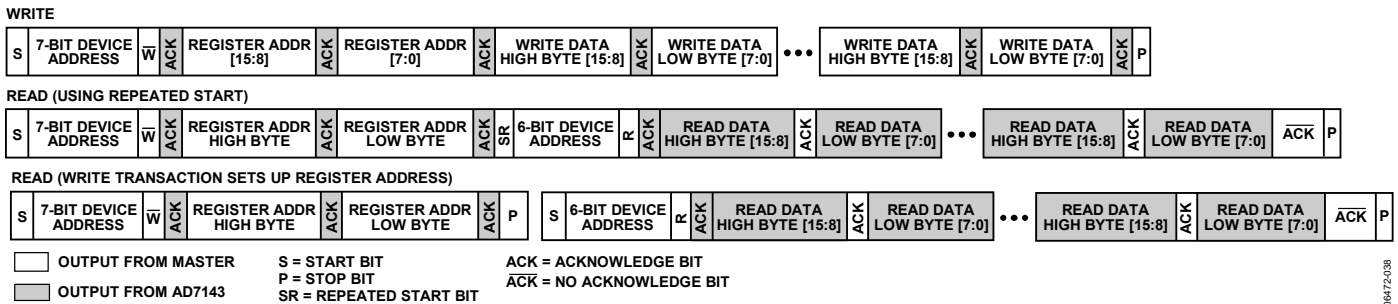 WRITE
S 7-BIT DEVICE ADDRESS W̅ ACK REGISTER ADDR [15:8] ACK REGISTER ADDR [7:0] ACK WRITE DATA HIGH BYTE [15:8] ACK WRITE DATA LOW BYTE [7:0] ••• WRITE DATA HIGH BYTE [15:8] ACK WRITE DATA LOW BYTE [7:0] ACK P
READ (USING REPEATED START)
S 7-BIT DEVICE ADDRESS W̅ ACK REGISTER ADDR HIGH BYTE ACK REGISTER ADDR LOW BYTE ACK SR 6-BIT DEVICE ADDRESS R ACK READ DATA HIGH BYTE [15:8] ACK READ DATA LOW BYTE [7:0] ••• READ DATA HIGH BYTE [15:8] ACK READ DATA LOW BYTE [7:0] A̅C̅K̅ P
READ (WRITE TRANSACTION SETS UP REGISTER ADDRESS)
S 7-BIT DEVICE ADDRESS W̅ ACK REGISTER ADDR HIGH BYTE ACK REGISTER ADDR LOW BYTE ACK P S 6-BIT DEVICE ADDRESS R ACK READ DATA HIGH BYTE [15:8] ACK READ DATA LOW BYTE [7:0] ••• READ DATA HIGH BYTE [15:8] ACK READ DATA LOW BYTE [7:0] A̅C̅K̅ P
OUTPUT FROM MASTER
OUTPUT FROM AD7143
S = START BIT
P = STOP BIT
SR = REPEATED START BIT
ACK = ACKNOWLEDGE BIT
A̅C̅K̅ = NO ACKNOWLEDGE BIT
06472-038